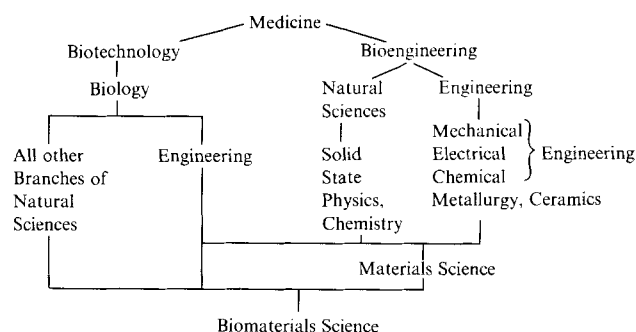 Medicine
Biotechnology
Bioengineering
Biology
Natural
Sciences
Engineering
All other
Branches of
Natural
Sciences
Engineering
Solid
State
Physics,
Chemistry
Mechanical
Electrical
Chemical
Engineering
Metallurgy, Ceramics
Materials Science
Biomaterials Science